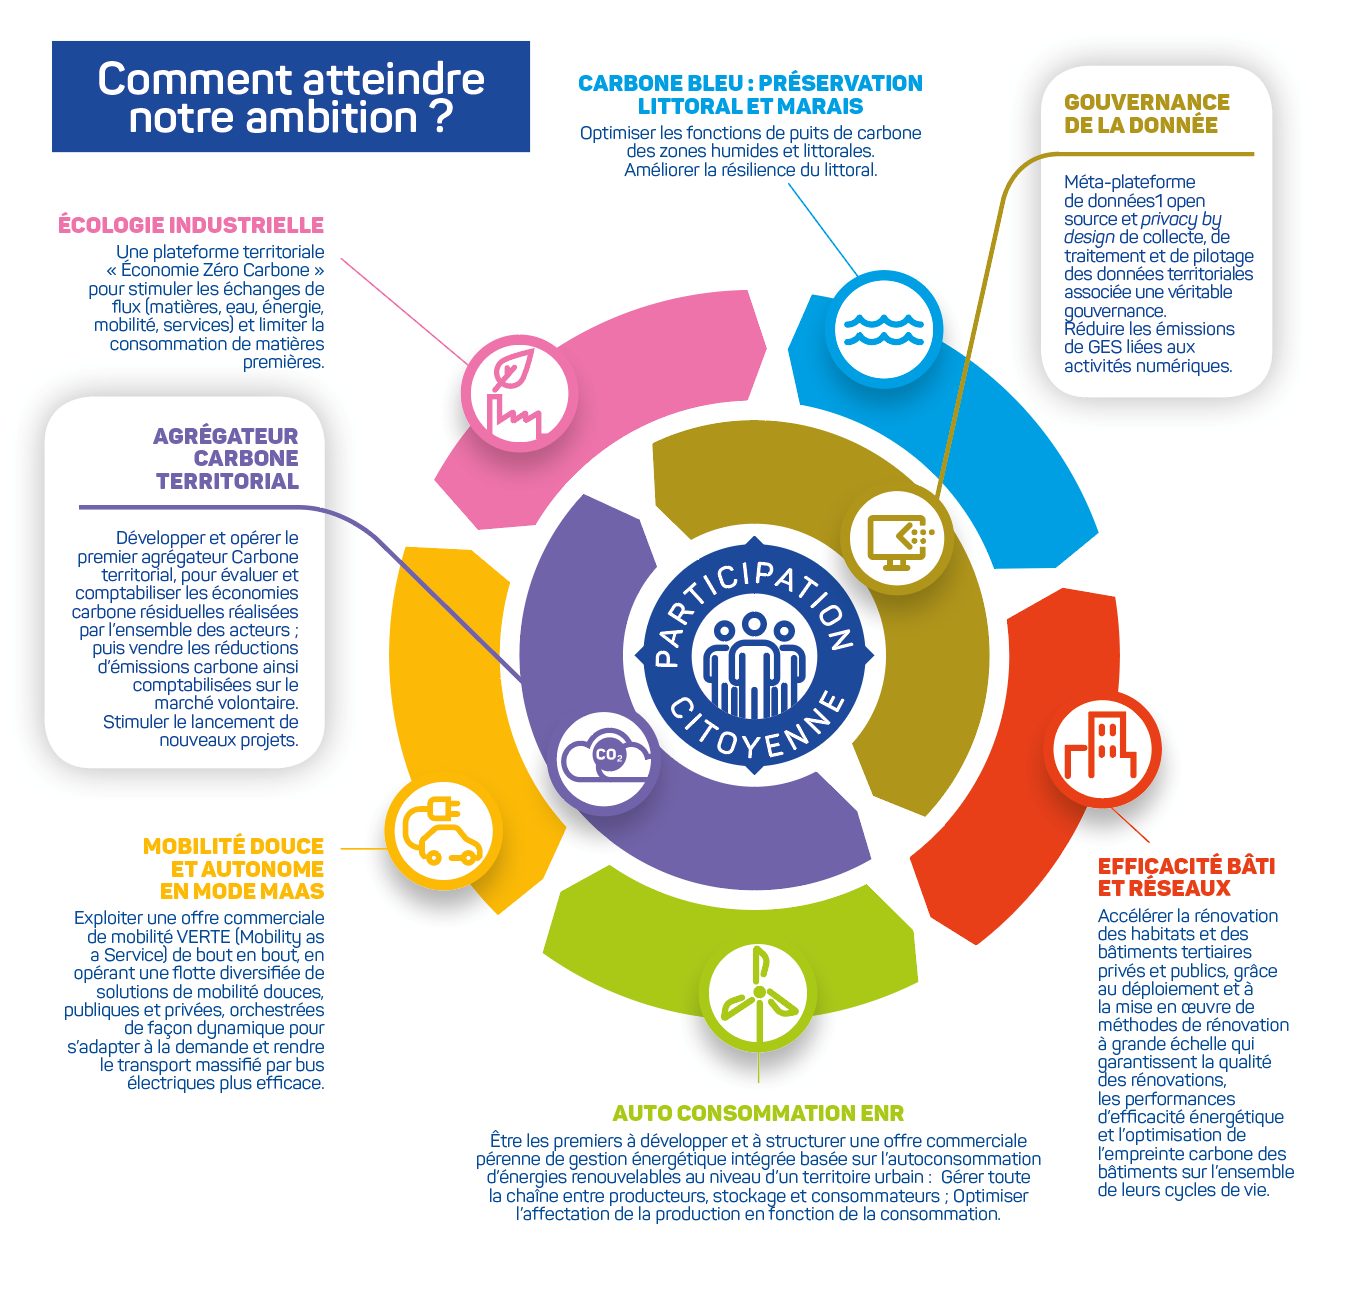 Comment atteindre
notre ambition ?
CARBONE BLEU : PRÉSERVATION
LITTORAL ET MARAIS
Optimiser les fonctions de puits de carbone
des zones humides et littorales.
Améliorer la résilience du littoral.
GOUVERNANCE
DE LA DONNÉE
Méta-plateforme
de données1 open
source et privacy by
design de collecte, de
traitement et de pilotage
des données territoriales
associée une véritable
gouvernance.
Réduire les émissions
de GES liées aux
activités numériques.
ÉCOLOGIE INDUSTRIELLE
Une plateforme territoriale
« Économie Zéro Carbone »
pour stimuler les échanges de
flux (matières, eau, énergie,
mobilité, services) et limiter la
consommation de matières
premières.
AGRÉGATEUR
CARBONE
TERRITORIAL
Développer et opérer le
premier agrégateur Carbone
territorial, pour évaluer et
comptabiliser les économies
carbone résiduelles réalisées
par l'ensemble des acteurs ;
puis vendre les réductions
d'émissions carbone ainsi
comptabilisées sur le
marché volontaire.
Stimuler le lancement de
nouveaux projets.
PARTICIPATION
CITOYENNE
CO2
MOBILITÉ DOUCE
ET AUTONOME
EN MODE MAAS
Exploiter une offre commerciale
de mobilité VERTE (Mobility as
a Service) de bout en bout, en
opérant une flotte diversifiée de
solutions de mobilité douces,
publiques et privées, orchestrées
de façon dynamique pour
s'adapter à la demande et rendre
le transport massifié par bus
électriques plus efficace.
EFFICACITÉ BÂTI
ET RÉSEAUX
Accélérer la rénovation
des habitats et des
bâtiments tertiaires
privés et publics, grâce
au déploiement et à
la mise en œuvre de
méthodes de rénovation
à grande échelle qui
garantissent la qualité
des rénovations,
les performances
d'efficacité énergétique
et l'optimisation de
l'empreinte carbone des
bâtiments sur l'ensemble
de leurs cycles de vie.
AUTO CONSOMMATION ENR
Être les premiers à développer et à structurer une offre commerciale
pérenne de gestion énergétique intégrée basée sur l'autoconsommation
d'énergies renouvelables au niveau d'un territoire urbain : Gérer toute
la chaîne entre producteurs, stockage et consommateurs ; Optimiser
l'affectation de la production en fonction de la consommation.